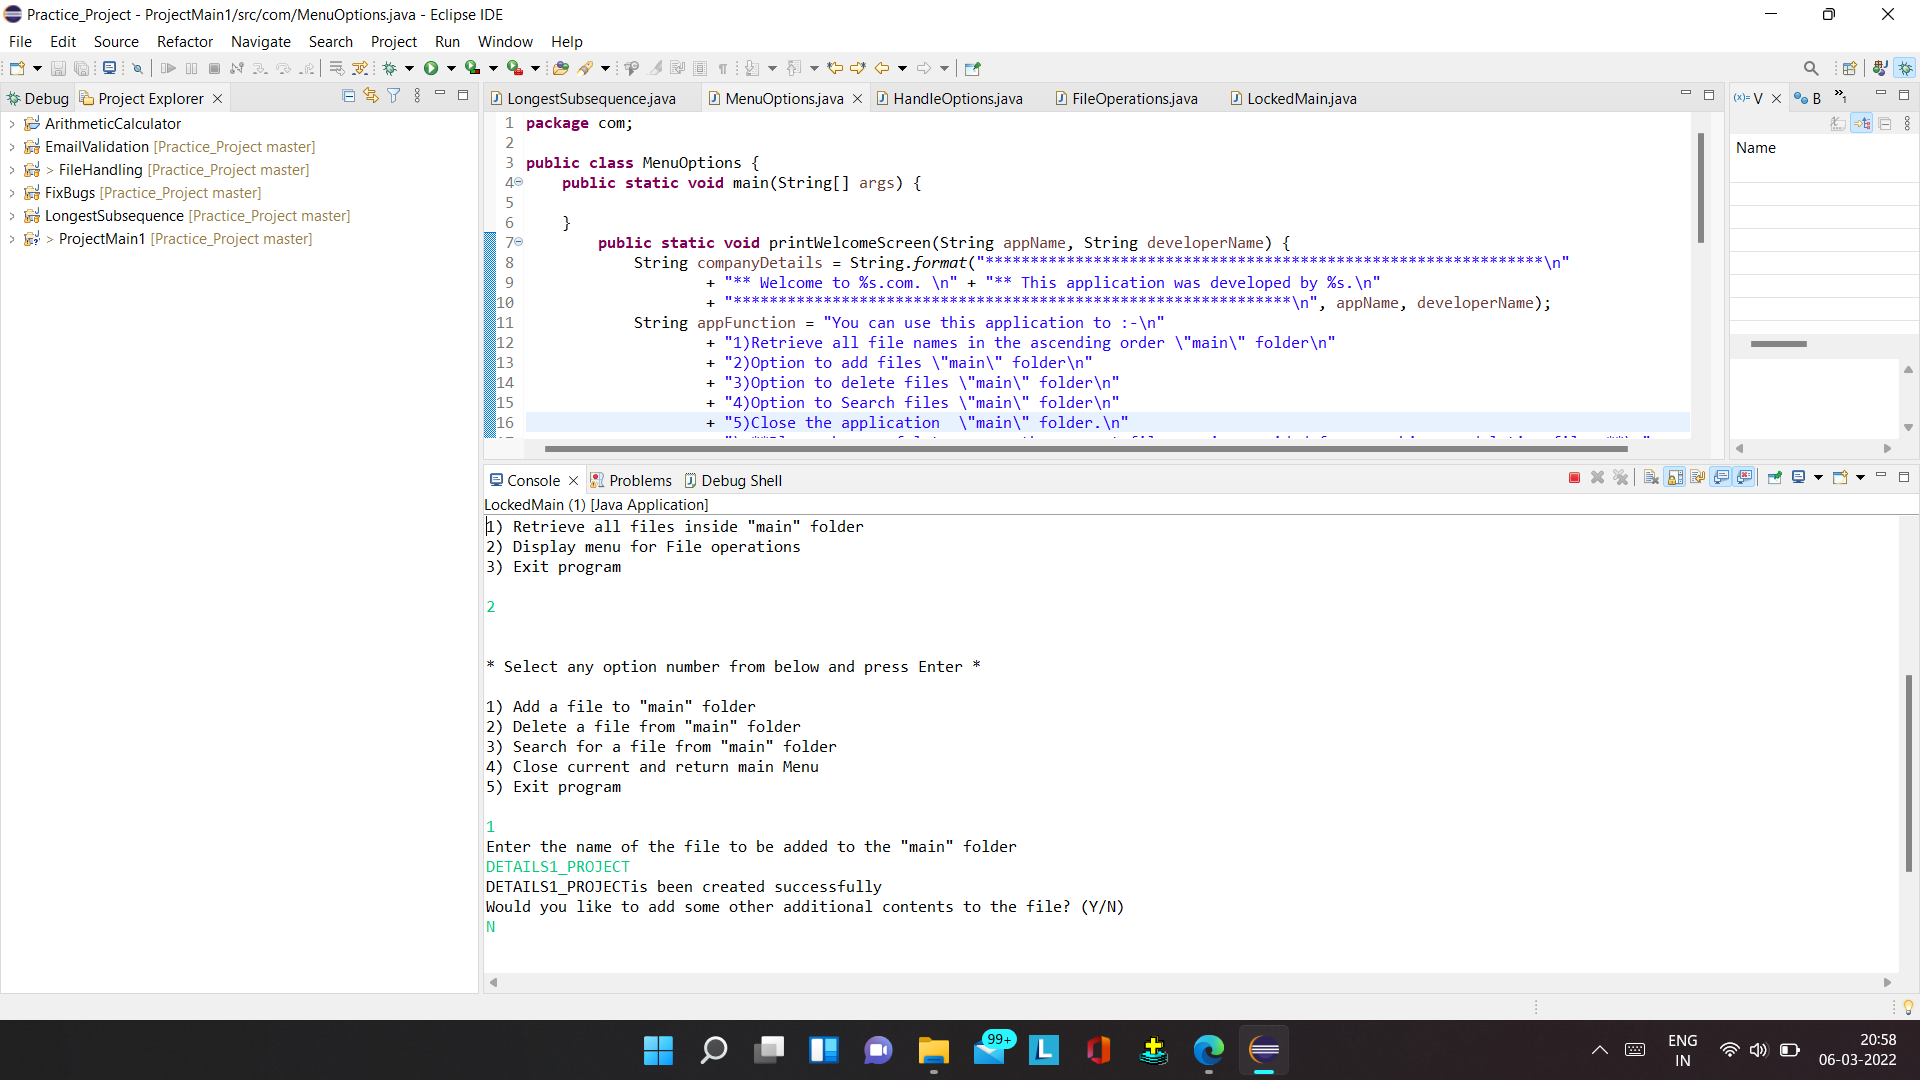 Practice_Project - ProjectMain1/src/com/MenuOptions.java - Eclipse IDE
File Edit Source Refactor Navigate Search Project Run Window Help
Debug Project Explorer
ArithmeticCalculator
EmailValidation [Practice_Project master]
> FileHandling [Practice_Project master]
FixBugs [Practice_Project master]
LongestSubsequence [Practice_Project master]
> ProjectMain1 [Practice_Project master]
LongestSubsequence.java MenuOptions.java HandleOptions.java FileOperations.java LockedMain.java
1 package com;
2
3 public class MenuOptions {
4 public static void main(String[] args) {
5
6 }
7 public static void printWelcomeScreen(String appName, String developerName) {
8 String companyDetails = String.format("**************************************************************\n"
9 + "** Welcome to %s.com. \n" + "** This application was developed by %s.\n"
10 + "**************************************************************\n", appName, developerName);
11 String appFunction = "You can use this application to :-\n"
12 + "1)Retrieve all file names in the ascending order \"main\" folder\n"
13 + "2)Option to add files \"main\" folder\n"
14 + "3)Option to delete files \"main\" folder\n"
15 + "4)Option to Search files \"main\" folder\n"
16 + "5)Close the application  \"main\" folder.\n"
(x)= V B »1
Name
Console Problems Debug Shell
LockedMain (1) [Java Application]
1) Retrieve all files inside "main" folder
2) Display menu for File operations
3) Exit program
2
* Select any option number from below and press Enter *
1) Add a file to "main" folder
2) Delete a file from "main" folder
3) Search for a file from "main" folder
4) Close current and return main Menu
5) Exit program
1
Enter the name of the file to be added to the "main" folder
DETAILS1_PROJECT
DETAILS1_PROJECTis been created successfully
Would you like to add some other additional contents to the file? (Y/N)
N
99+
L
ENG
IN
20:58
06-03-2022